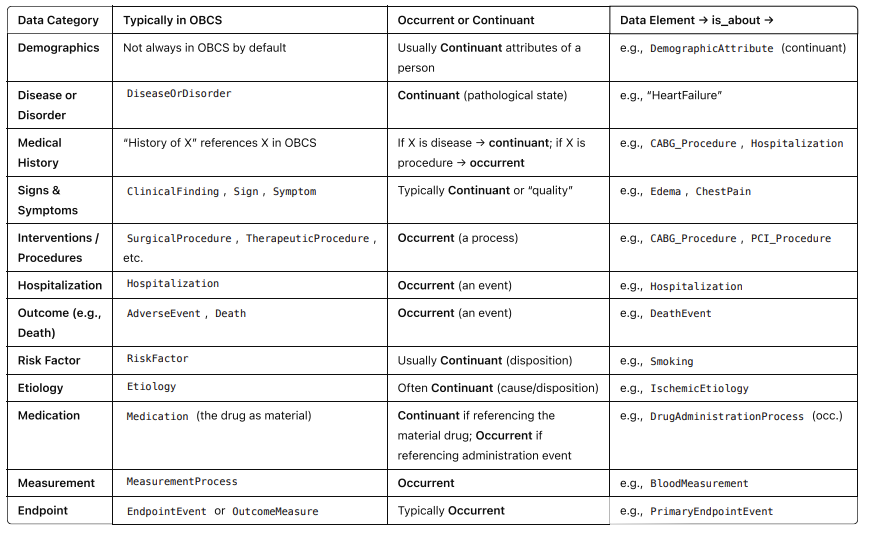 Data Category Typically in OBCS Occurrent or Continuant Data Element → is_about →
Demographics Not always in OBCS by default Usually Continuant attributes of a e.g., DemographicAttribute (continuant)
person
Disease or DiseaseOrDisorder Continuant (pathological state) e.g., “HeartFailure”
Disorder
Medical “History of X” references X in OBCS If X is disease → continuant; if X is e.g., CABG_Procedure , Hospitalization
History procedure → occurrent
Signs & ClinicalFinding , Sign , Symptom Typically Continuant or “quality” e.g., Edema , ChestPain
Symptoms
Interventions / SurgicalProcedure , TherapeuticProcedure , Occurrent (a process) e.g., CABG_Procedure , PCI_Procedure
Procedures etc.
Hospitalization Hospitalization Occurrent (an event) e.g., Hospitalization
Outcome (e.g., AdverseEvent , Death Occurrent (an event) e.g., DeathEvent
Death)
Risk Factor RiskFactor Usually Continuant (disposition) e.g., Smoking
Etiology Etiology Often Continuant (cause/disposition) e.g., IschemicEtiology
Medication Medication (the drug as material) Continuant if referencing the e.g., DrugAdministrationProcess (occ.)
material drug; Occurrent if
referencing administration event
Measurement MeasurementProcess Occurrent e.g., BloodMeasurement
Endpoint EndpointEvent or OutcomeMeasure Typically Occurrent e.g., PrimaryEndpointEvent